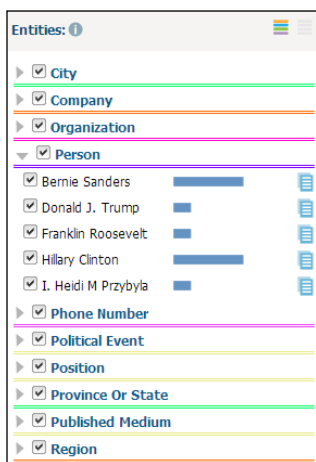 Entities:
City
Company
Organization
Person
Bernie Sanders
Donald J. Trump
Franklin Roosevelt
Hillary Clinton
I. Heidi M Przybyla
Phone Number
Political Event
Position
Province Or State
Published Medium
Region